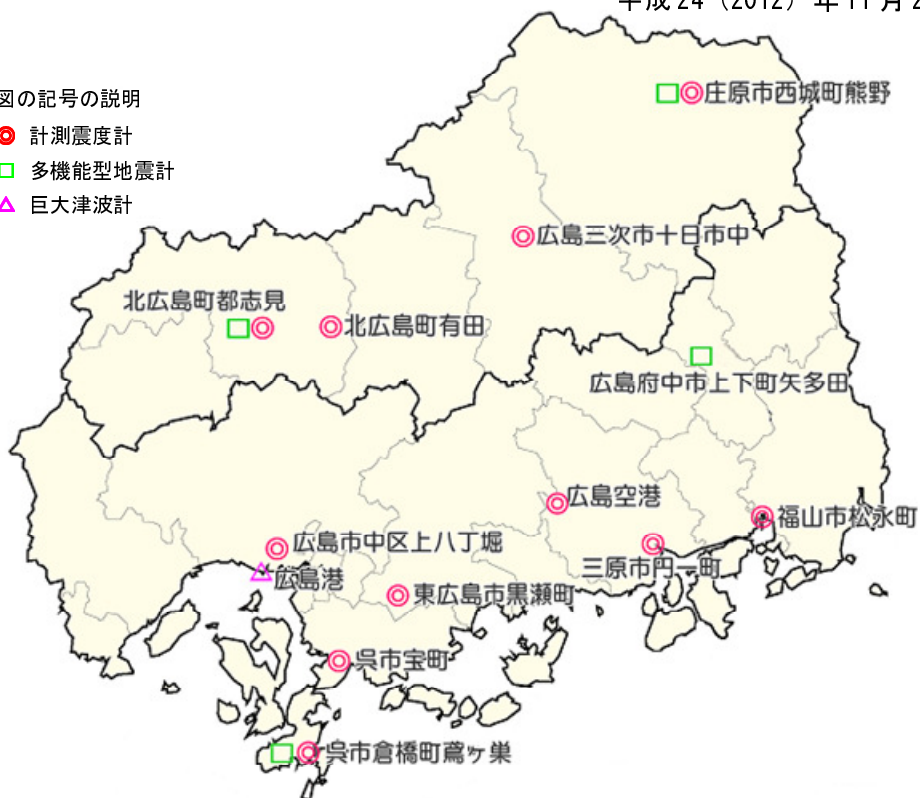 平成24（2012）年11月2
図の記号の説明
計測震度計
多機能型地震計
巨大津波計
庄原市西城町熊野
広島三次市十日市中
北広島町都志見
北広島町有田
広島府中市上下町矢多田
広島空港
福山市松永町
広島市中区上八丁堀
三原市円一町
広島港
東広島市黒瀬町
呉市宝町
呉市倉橋町鳶ヶ巣